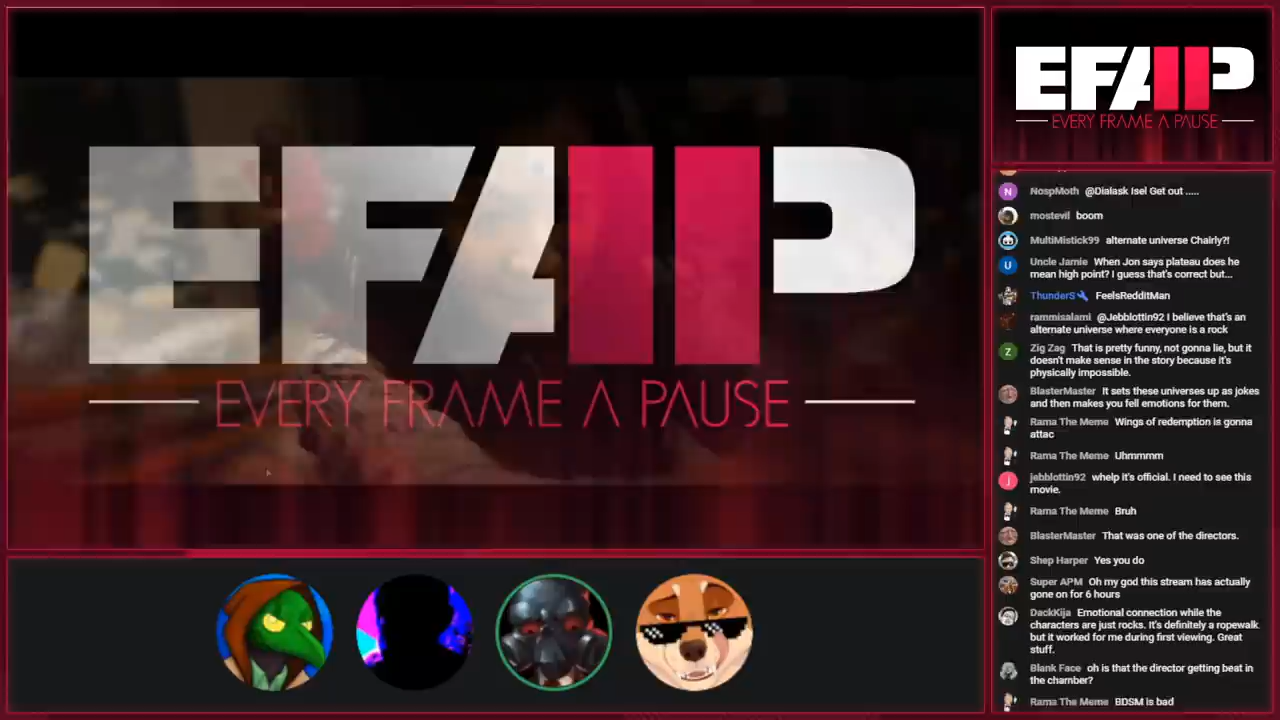 EFAP
EVERY FRAME A PAUSE
EFAP
EVERY FRAME A PAUSE
N
NospMoth @Dialask Isel Get out .....
mostevil boom
MultiMistick99 alternate universe Chairly?!
U
Uncle Jamie When Jon says plateau does he
mean high point? I guess that's correct but...
ThunderS FeelsRedditMan
rammisalami @Jebblottin92 I believe that's an
alternate universe where everyone is a rock
Z
Zig Zag That is pretty funny, not gonna lie, but it
doesn't make sense in the story because it's
physically impossible.
BlasterMaster It sets these universes up as jokes
and then makes you fell emotions for them.
Rama The Meme Wings of redemption is gonna
attac
Rama The Meme Uhmmmm
j
jebblottin92 whelp it's official. I need to see this
movie.
Rama The Meme Bruh
BlasterMaster That was one of the directors.
Shep Harper Yes you do
Super APM Oh my god this stream has actually
gone on for 6 hours
DackKija Emotional connection while the
characters are just rocks. It's definitely a ropewalk
but it worked for me during first viewing. Great
stuff.
Blank Face oh is that the director getting beat in
the chamber?
Rama The Meme BDSM is bad